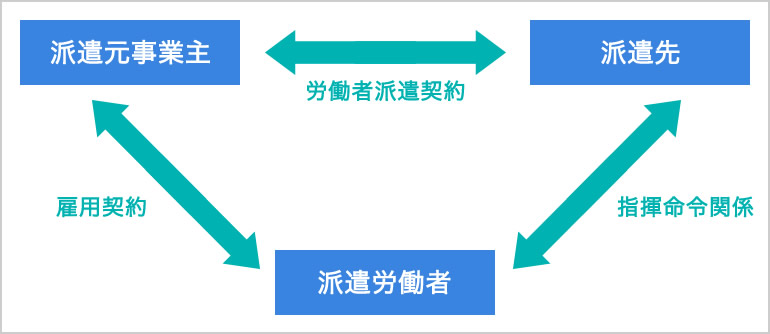 派遣元事業主
派遣先
労働者派遣契約
雇用契約
指揮命令関係
派遣労働者